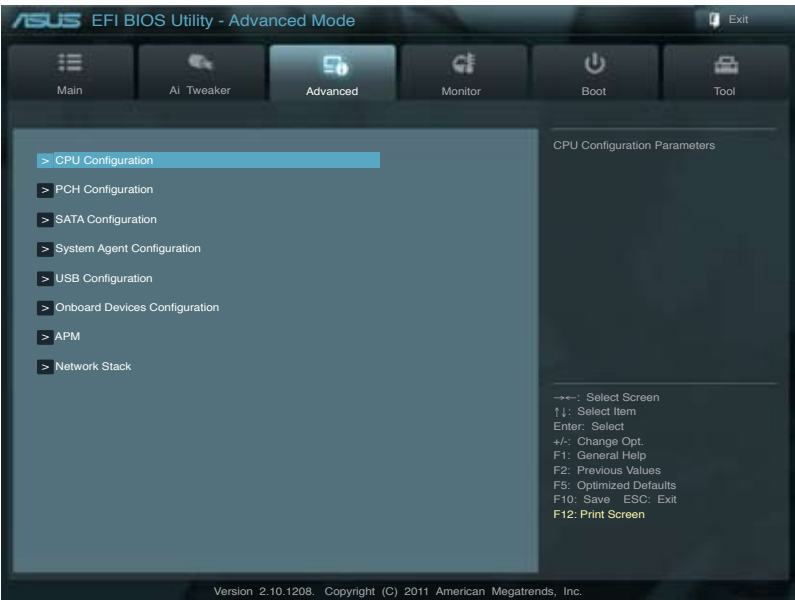 ASUS EFI BIOS Utility - Advanced Mode
Exit
Main
Ai Tweaker
Advanced
Monitor
Boot
Tool
> CPU Configuration
> PCH Configuration
> SATA Configuration
> System Agent Configuration
> USB Configuration
> Onboard Devices Configuration
> APM
> Network Stack
CPU Configuration Parameters
→←: Select Screen
↑↓: Select Item
Enter: Select
+/-: Change Opt.
F1: General Help
F2: Previous Values
F5: Optimized Defaults
F10: Save ESC: Exit
F12: Print Screen
Version 2.10.1208. Copyright (C) 2011 American Megatrends, Inc.